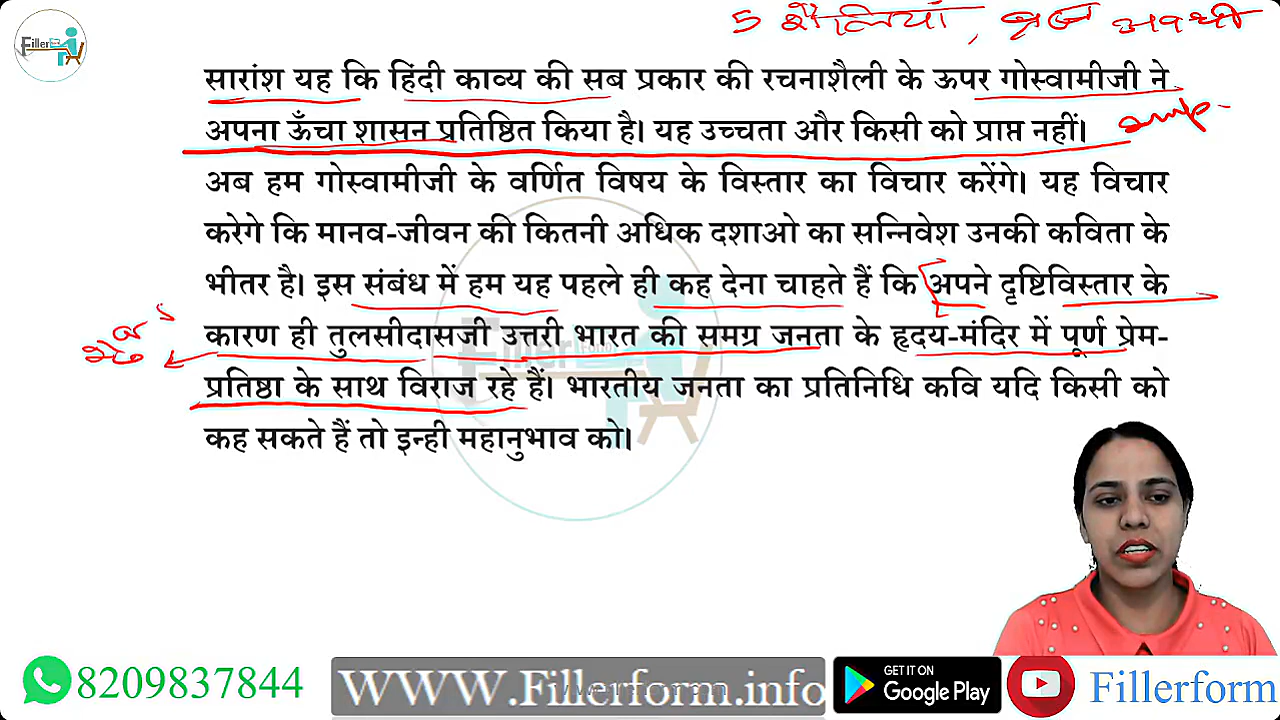 5 शैलियां, ब्रज अवधी
Filler
सारांश यह कि हिंदी काव्य की सब प्रकार की रचनाशैली के ऊपर गोस्वामीजी ने
अपना ऊँचा शासन प्रतिष्ठित किया है। यह उच्चता और किसी को प्राप्त नहीं।
अब हम गोस्वामीजी के वर्णित विषय के विस्तार का विचार करेंगे। यह विचार
करेगे कि मानव-जीवन की कितनी अधिक दशाओ का सन्निवेश उनकी कविता के
भीतर है। इस संबंध में हम यह पहले ही कह देना चाहते हैं कि अपने दृष्टिविस्तार के
कारण ही तुलसीदासजी उत्तरी भारत की समग्र जनता के हृदय-मंदिर में पूर्ण प्रेम-
प्रतिष्ठा के साथ विराज रहे हैं। भारतीय जनता का प्रतिनिधि कवि यदि किसी को
कह सकते हैं तो इन्ही महानुभाव को।
8209837844
WWW.Fillerform.info
GET IT ON
Google Play
Fillerform